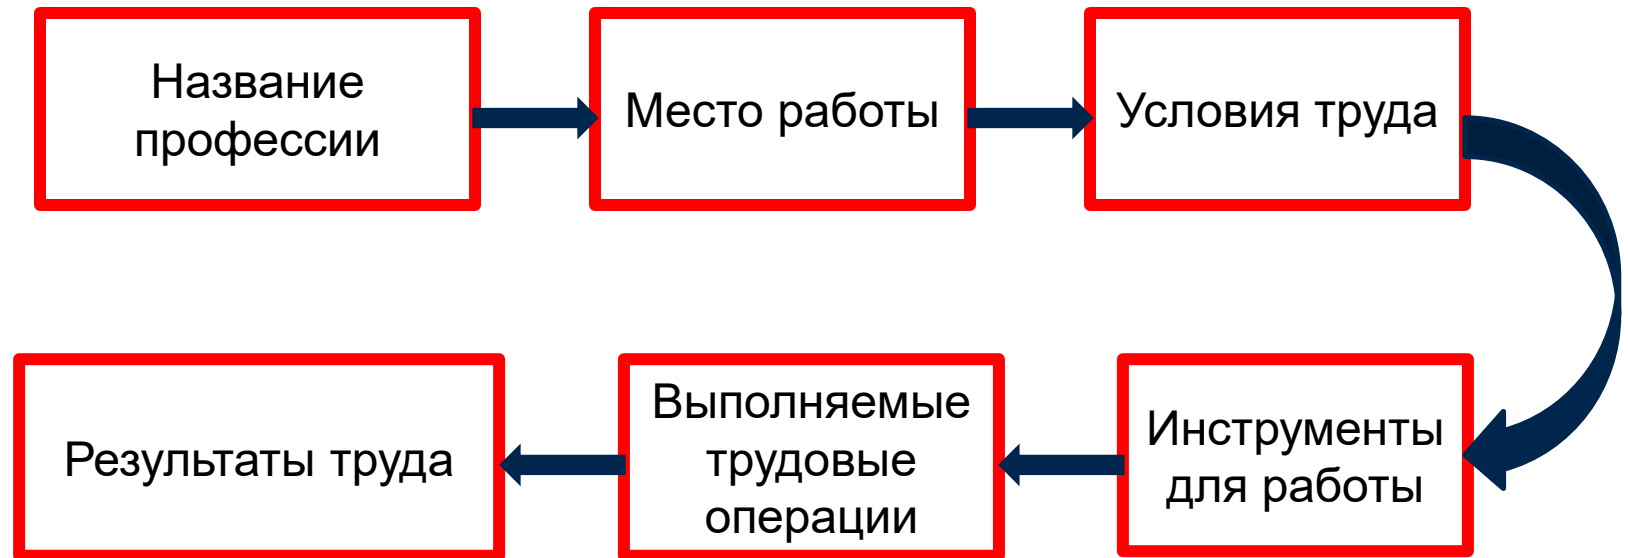 Название
профессии
Место работы
Условия труда
Инструменты
для работы
Выполняемые
трудовые
операции
Результаты труда